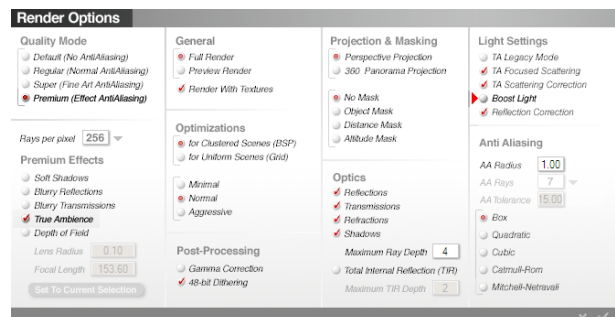 Render Options
Quality Mode
Default (No AntiAliasing)
Regular (Normal AntiAliasing)
Super (Fine Art AntiAliasing)
Premium (Effect AntiAliasing)
Rays per pixel 256
Premium Effects
Soft Shadows
Blurry Reflections
Blurry Transmissions
True Ambience
Depth of Field
Lens Radius 0.10
Focal Length 153.60
Set To Current Selection
General
Full Render
Preview Render
Render With Textures
Optimizations
for Clustered Scenes (BSP)
for Uniform Scenes (Grid)
Minimal
Normal
Aggressive
Post-Processing
Gamma Correction
48-bit Dithering
Projection & Masking
Perspective Projection
360 Panorama Projection
No Mask
Object Mask
Distance Mask
Altitude Mask
Optics
Reflections
Transmissions
Refractions
Shadows
Maximum Ray Depth 4
Total Internal Reflection (TIR)
Maximum TIR Depth 2
Light Settings
TA Legacy Mode
TA Focused Scattering
TA Scattering Correction
Boost Light
Reflection Correction
Anti Aliasing
AA Radius 1.00
AA Rays 7
AA Tolerance 15.00
Box
Quadratic
Cubic
Catmull-Rom
Mitchell-Netravali